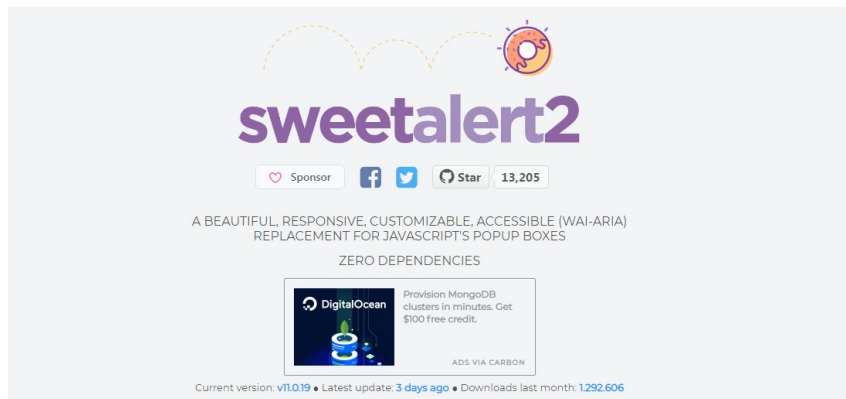 sweetalert2
Sponsor
Star
13,205
A BEAUTIFUL, RESPONSIVE, CUSTOMIZABLE, ACCESSIBLE (WAI-ARIA)
REPLACEMENT FOR JAVASCRIPT'S POPUP BOXES
ZERO DEPENDENCIES
DigitalOcean
Provision MongoDB
clusters in minutes. Get
$100 free credit.
ADS VIA CARBON
Current version: v11.0.19 ● Latest update: 3 days ago ● Downloads last month: 1.292.606